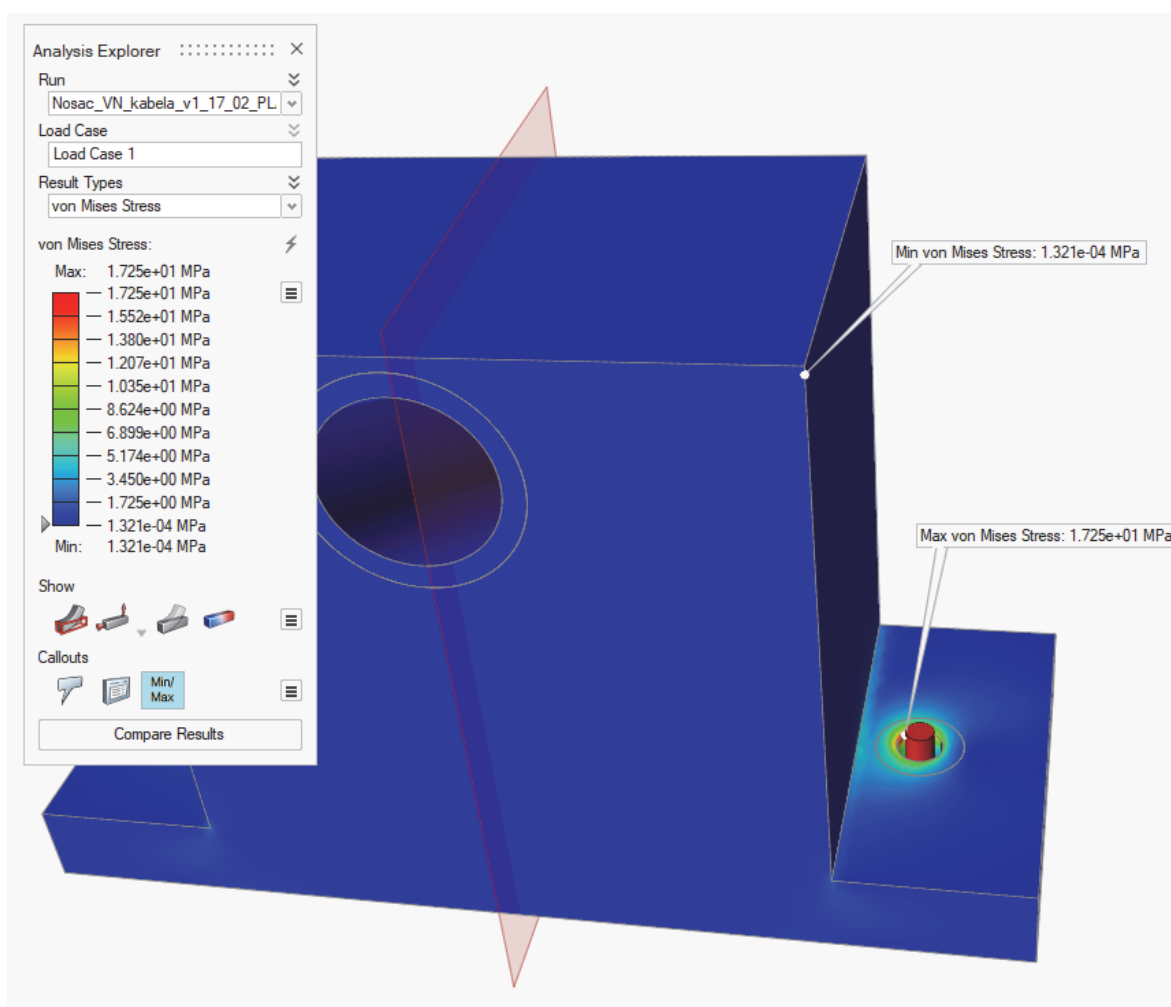 Analysis Explorer
Run
Nosac_VN_kabela_v1_17_02_PL.
Load Case
Load Case 1
Result Types
von Mises Stress
von Mises Stress:
Max: 1.725e+01 MPa
1.725e+01 MPa
1.552e+01 MPa
1.380e+01 MPa
1.207e+01 MPa
1.035e+01 MPa
8.624e+00 MPa
6.899e+00 MPa
5.174e+00 MPa
3.450e+00 MPa
1.725e+00 MPa
1.321e-04 MPa
Min: 1.321e-04 MPa
Show
Callouts
Min/
Max
Compare Results
Min von Mises Stress: 1.321e-04 MPa
Max von Mises Stress: 1.725e+01 MPa